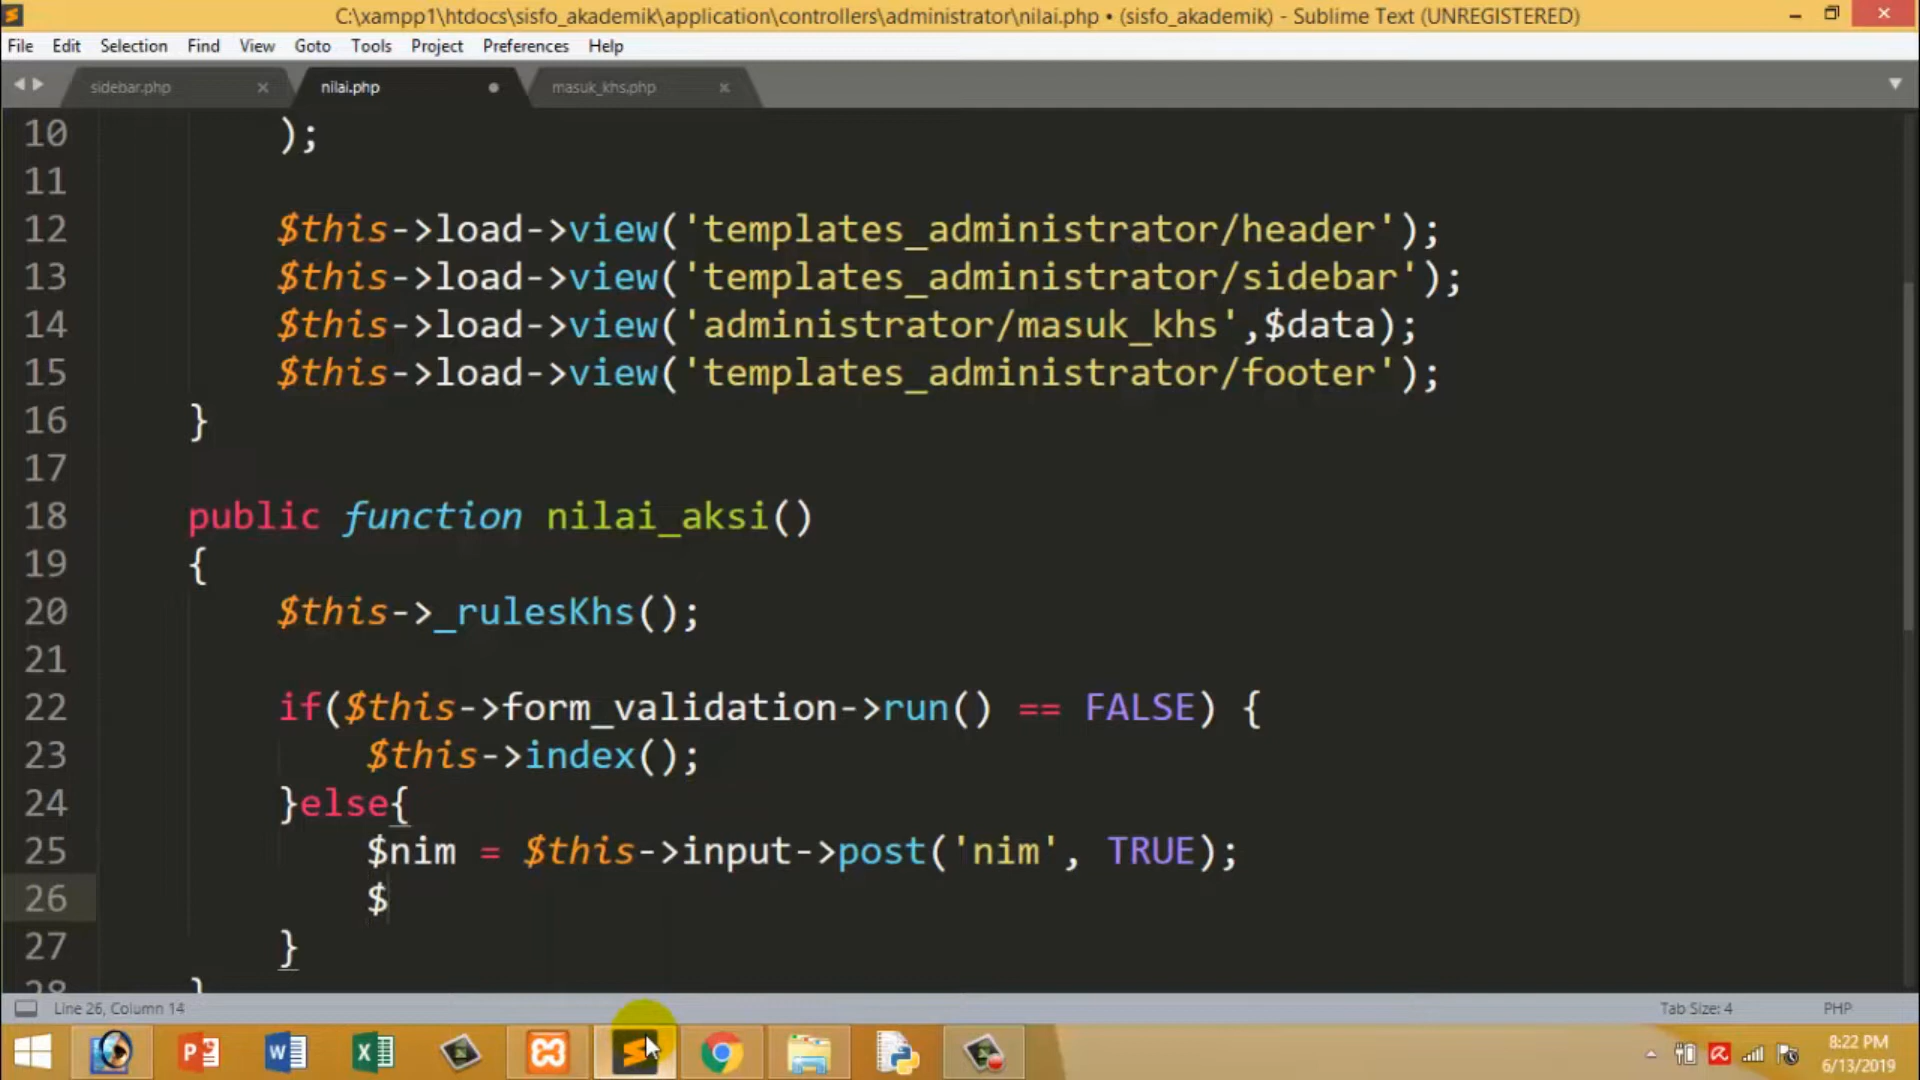 C:\xampp1\htdocs\sisfo_akademik\application\controllers\administrator\nilai.php • (sisfo_akademik) - Sublime Text (UNREGISTERED)
File Edit Selection Find View Goto Tools Project Preferences Help
sidebar.php nilai.php masuk_khs.php
10 );
11
12 $this->load->view('templates_administrator/header');
13 $this->load->view('templates_administrator/sidebar');
14 $this->load->view('administrator/masuk_khs',$data);
15 $this->load->view('templates_administrator/footer');
16 }
17
18 public function nilai_aksi()
19 {
20 $this->_rulesKhs();
21
22 if($this->form_validation->run() == FALSE) {
23 $this->index();
24 }else{
25 $nim = $this->input->post('nim', TRUE);
26 $
27 }
28 }
Line 26, Column 14 Tab Size: 4 PHP
8:22 PM
6/13/2019